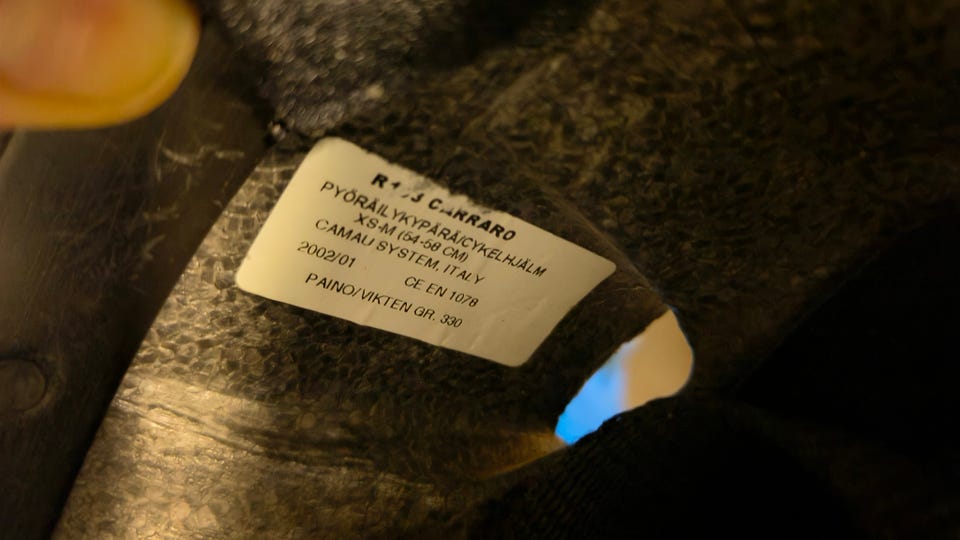 CARRARO
PYÖRÄILYKYPÄRÄ/CYKELHJÄLM
XS-M (54-58 CM)
CAMAU SYSTEM, ITALY
2002/01 CE EN 1078
PAINO/VIKTEN GR. 330